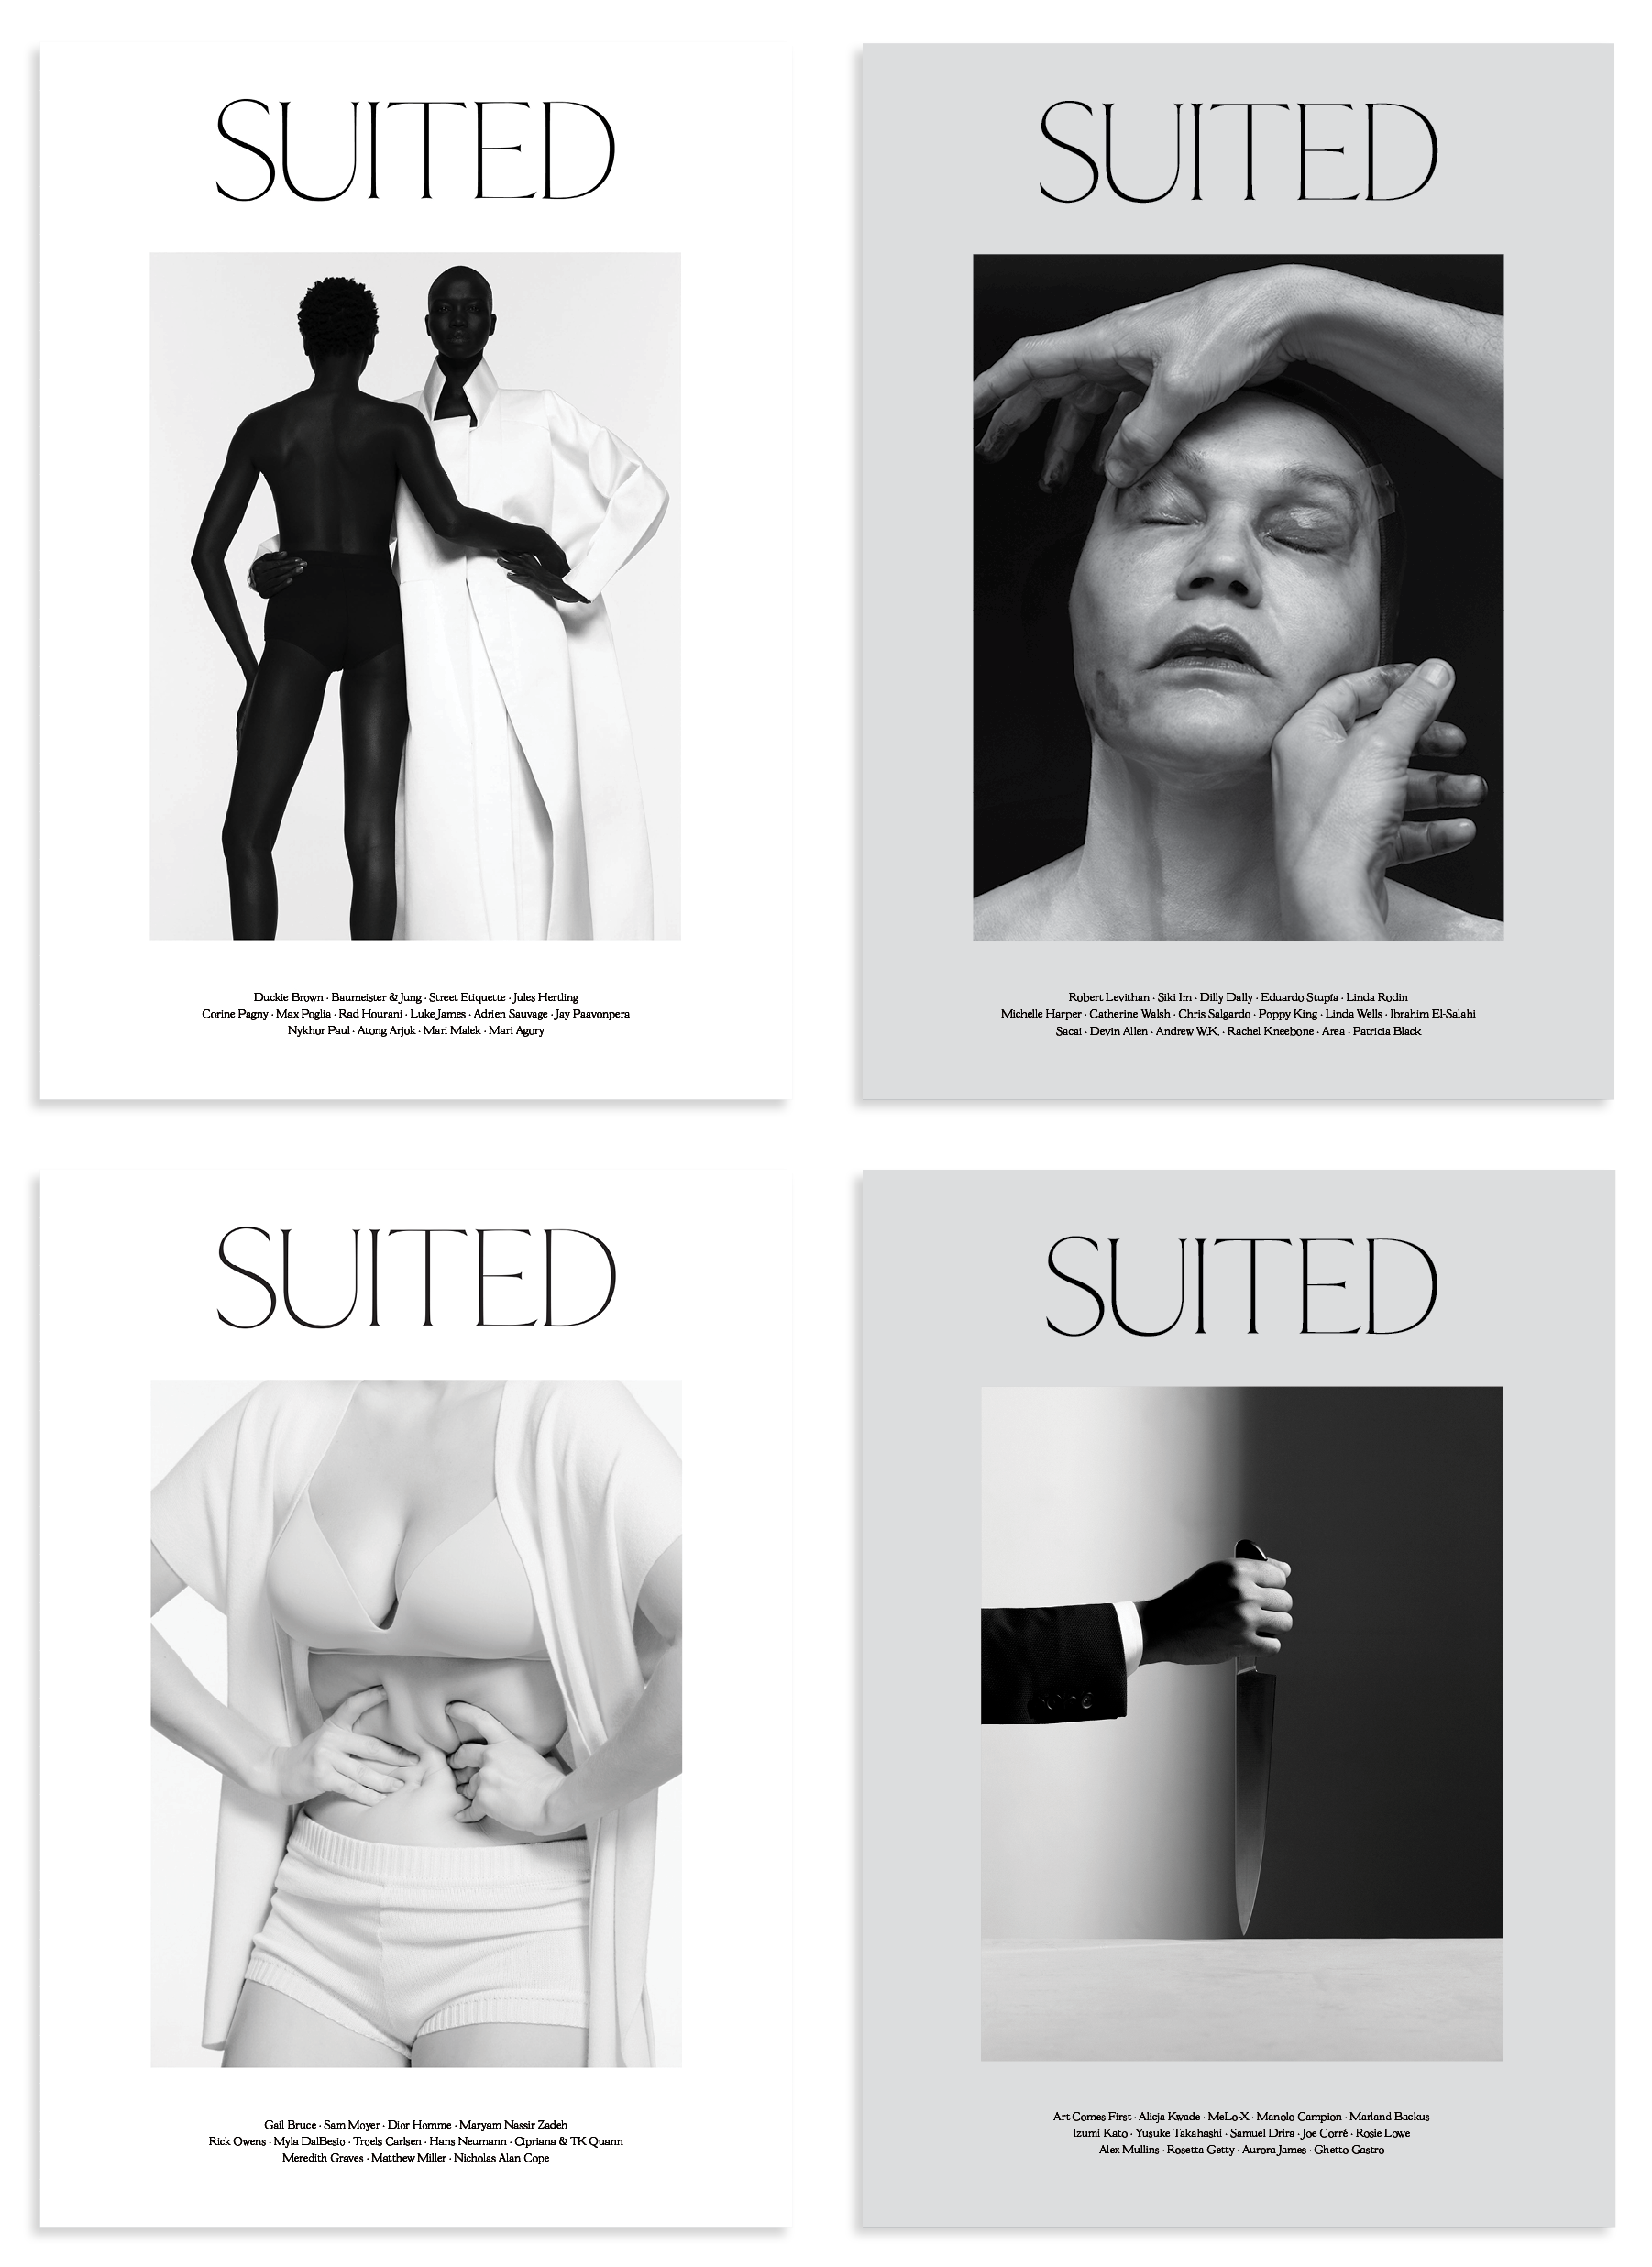 SUITED
Duckie Brown · Baumeister & Jung · Street Etiquette · Jules Hertling
Corine Pagny · Max Poglia · Rad Hourani · Luke James · Adrien Sauvage · Jay Paavonpera
Nykhor Paul · Atong Arjok · Mari Malek · Mari Agory
SUITED
Robert Levithan · Siki Im · Dilly Dally · Eduardo Stupía · Linda Rodin
Michelle Harper · Catherine Walsh · Chris Salgardo · Poppy King · Linda Wells · Ibrahim El-Salahi
Sacai · Devin Allen · Andrew W.K. · Rachel Kneebone · Area · Patricia Black
SUITED
Gail Bruce · Sam Moyer · Dior Homme · Maryam Nassir Zadeh
Rick Owens · Myla DalBesio · Troels Carlsen · Hans Neumann · Cipriana & TK Quann
Meredith Graves · Matthew Miller · Nicholas Alan Cope
SUITED
Art Comes First · Alicja Kwade · MeLo-X · Manolo Campion · Marland Backus
Izumi Kato · Yusuke Takahashi · Samuel Drira · Joe Corré · Rosie Lowe
Alex Mullins · Rosetta Getty · Aurora James · Ghetto Gastro